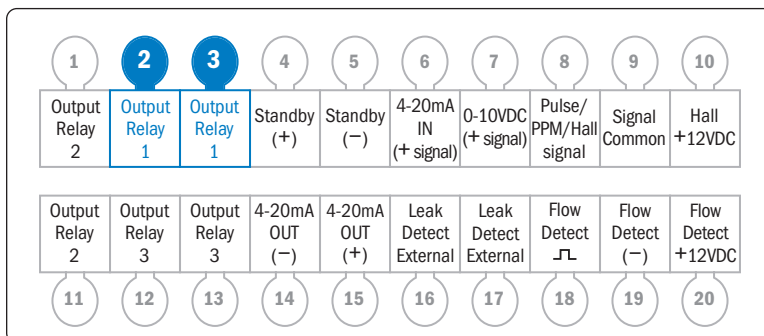 1 2 3 4 5 6 7 8 9 10
Output Relay 2
Output Relay 1
Output Relay 1
Standby (+)
Standby (−)
4-20mA IN (+ signal)
0-10VDC (+ signal)
Pulse/ PPM/Hall signal
Signal Common
Hall +12VDC
Output Relay 2
Output Relay 3
Output Relay 3
4-20mA OUT (−)
4-20mA OUT (+)
Leak Detect External
Leak Detect External
Flow Detect
Flow Detect (−)
Flow Detect +12VDC
11 12 13 14 15 16 17 18 19 20